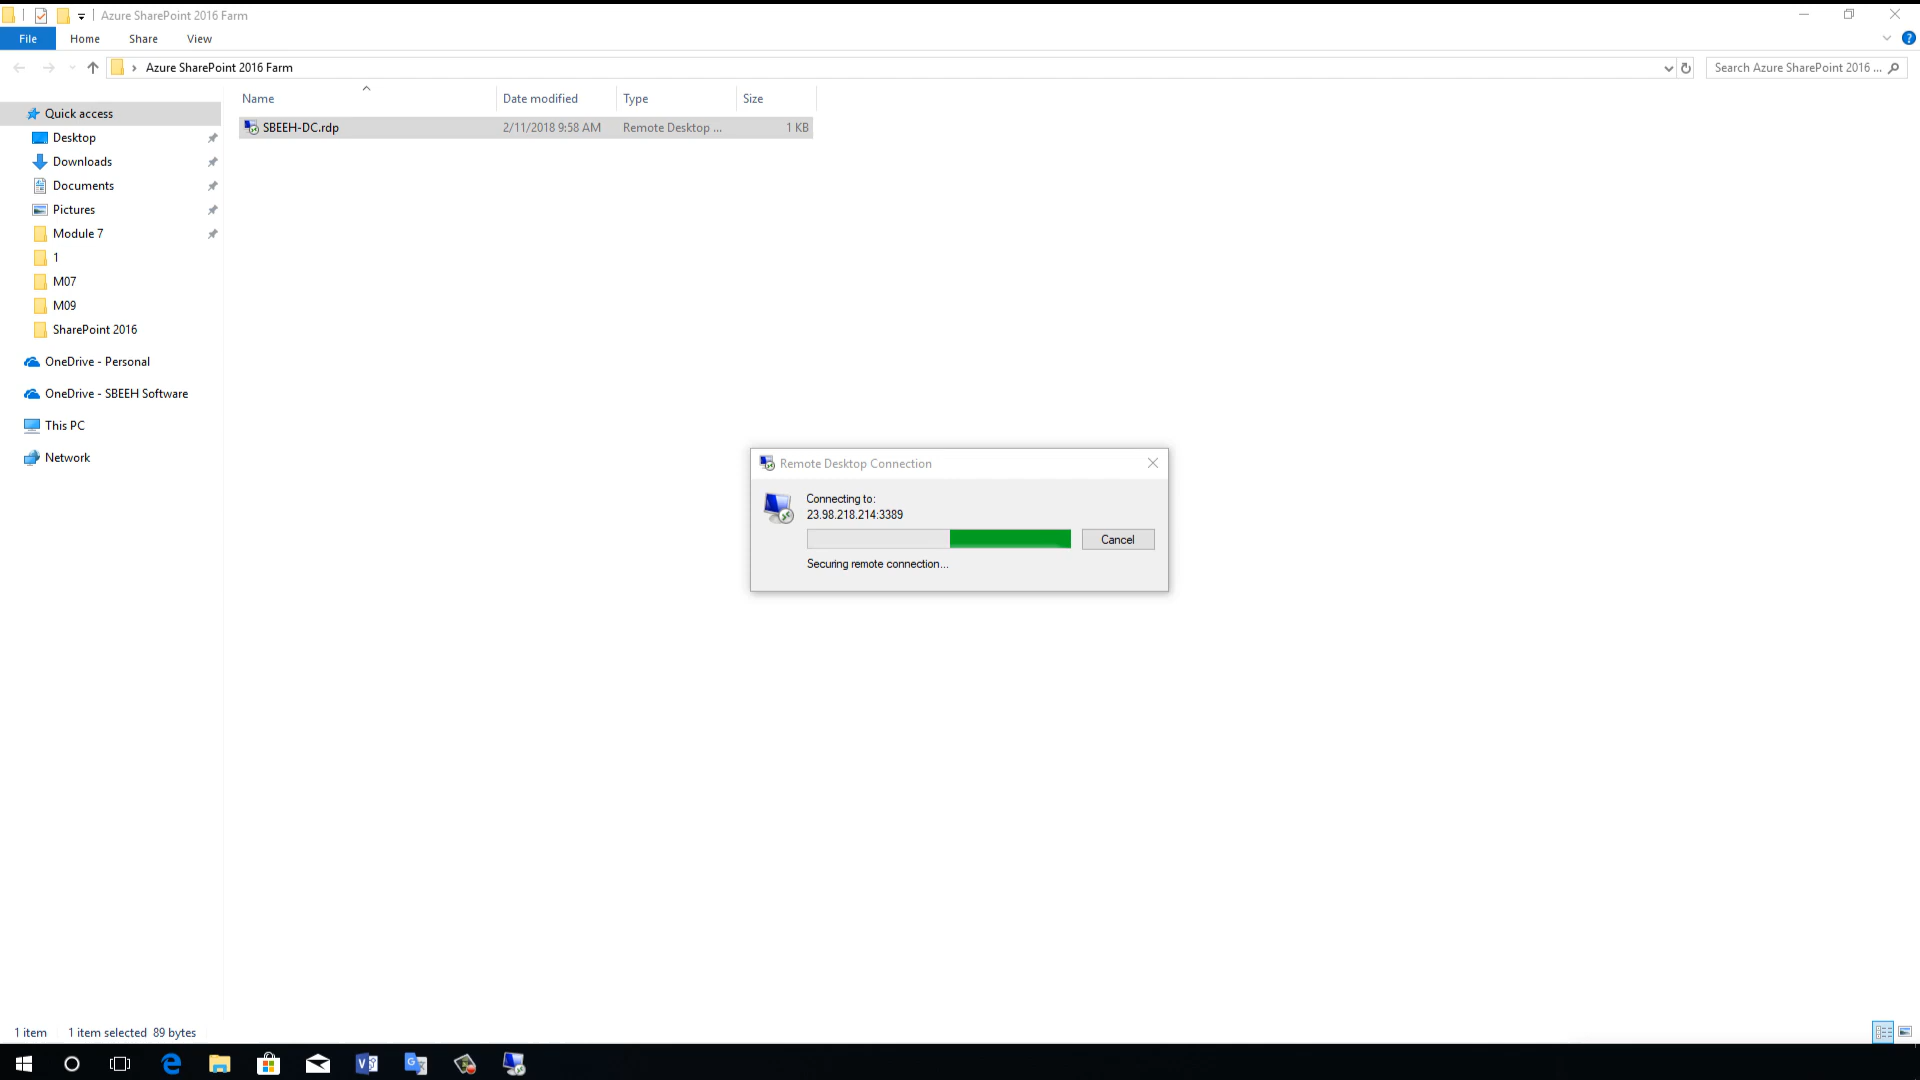 Azure SharePoint 2016 Farm
File Home Share View
Azure SharePoint 2016 Farm
Search Azure SharePoint 2016 ...
Name Date modified Type Size
SBEEH-DC.rdp 2/11/2018 9:58 AM Remote Desktop ... 1 KB
Quick access
Desktop
Downloads
Documents
Pictures
Module 7
1
M07
M09
SharePoint 2016
OneDrive - Personal
OneDrive - SBEEH Software
This PC
Network
Remote Desktop Connection
Connecting to:
23.98.218.214:3389
Cancel
Securing remote connection...
1 item 1 item selected 89 bytes